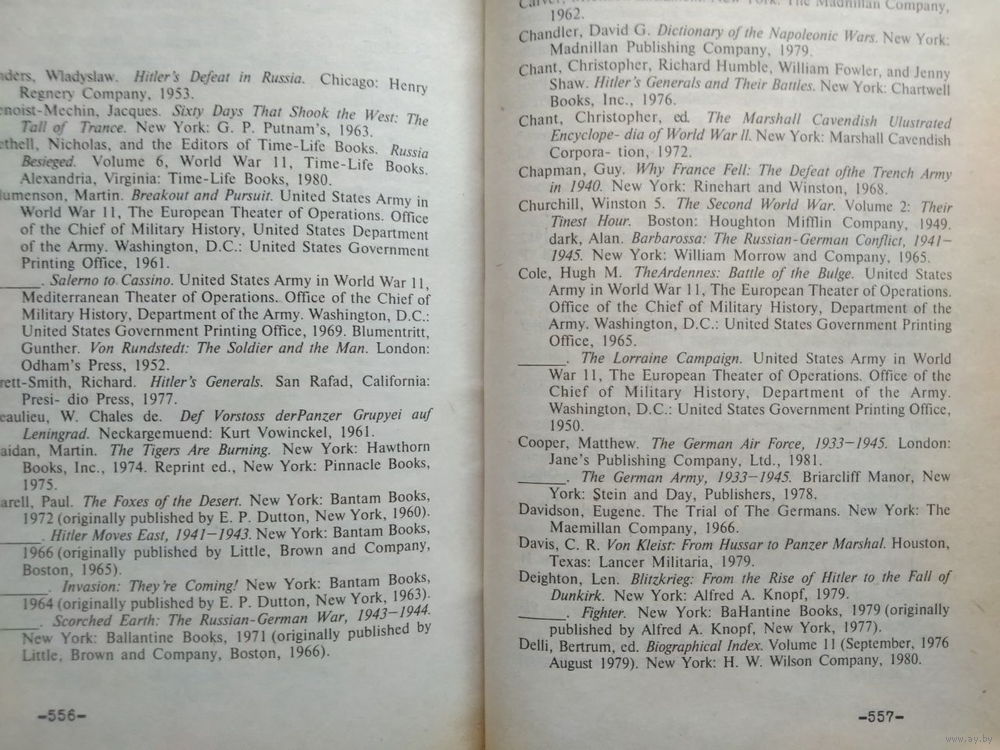 nders, Wladyslaw. Hitler's Defeat in Russia. Chicago: Henry
Regnery Company, 1953.
enoist-Mechin, Jacques. Sixty Days That Shook the West: The
Tall of Trance. New York: G. P. Putnam's, 1963.
ethell, Nicholas, and the Editors of Time-Life Books. Russia
Besieged. Volume 6, World War 11, Time-Life Books.
Alexandria, Virginia: Time-Life Books, 1980.
lumenson, Martin. Breakout and Pursuit. United States Army in
World War 11, The European Theater of Operations. Office
of the Chief of Military History, United States Department
of the Army. Washington, D.C.: United States Government
Printing Office, 1961.
_____. Salerno to Cassino. United States Army in World War 11,
Mediterranean Theater of Operations. Office of the Chief of
Military History, Department of the Army. Washington, D.C.:
United States Government Printing Office, 1969. Blumentritt,
Gunther. Von Rundstedt: The Soldier and the Man. London:
Odham's Press, 1952.
rett-Smith, Richard. Hitler's Generals. San Rafad, California:
Presi- dio Press, 1977.
eaulieu, W. Chales de. Def Vorstoss derPanzer Grupyei auf
Leningrad. Neckargemuend: Kurt Vowinckel, 1961.
aidan, Martin. The Tigers Are Burning. New York: Hawthorn
Books, Inc., 1974. Reprint ed., New York: Pinnacle Books,
1975.
arell, Paul. The Foxes of the Desert. New York: Bantam Books,
1972 (originally published by E. P. Dutton, New York, 1960).
_____. Hitler Moves East, 1941—1943. New York: Bantam Books,
1966 (originally published by Little, Brown and Company,
Boston, 1965).
_____. Invasion: They're Coming! New York: Bantam Books,
1964 (originally published by E. P. Dutton, New York, 1963).
_____. Scorched Earth: The Russian-German War, 1943—1944.
New York: Ballantine Books, 1971 (originally published by
Little, Brown and Company, Boston, 1966).
-556-
New York: The Madnillan Company,
1962.
Chandler, David G. Dictionary of the Napoleonic Wars. New York:
Madnillan Publishing Company, 1979.
Chant, Christopher, Richard Humble, William Fowler, and Jenny
Shaw. Hitler's Generals and Their Battles. New York: Chartwell
Books, Inc., 1976.
Chant, Christopher, ed. The Marshall Cavendish Ulustrated
Encyclope- dia of World War II. New York: Marshall Cavendish
Corpora- tion, 1972.
Chapman, Guy. Why France Fell: The Defeat ofthe Trench Army
in 1940. New York: Rinehart and Winston, 1968.
Churchill, Winston 5. The Second World War. Volume 2: Their
Tinest Hour. Boston: Houghton Mifflin Company, 1949.
dark, Alan. Barbarossa: The Russian-German Conflict, 1941—
1945. New York: William Morrow and Company, 1965.
Cole, Hugh M. TheArdennes: Battle of the Bulge. United States
Army in World War 11, The European Theater of Operations.
Office of the Chief of Military History, Department of the
Army. Washington, D.C.: United States Government Printing
Office, 1965.
_____. The Lorraine Campaign. United States Army in World
War 11, The European Theater of Operations. Office of the
Chief of Military History, Department of the Army.
Washington, D.C.: United States Government Printing Office,
1950.
Cooper, Matthew. The German Air Force, 1933—1945. London:
Jane's Publishing Company, Ltd., 1981.
_____. The German Army, 1933—1945. Briarcliff Manor, New
York: Stein and Day, Publishers, 1978.
Davidson, Eugene. The Trial of The Germans. New York: The
Maemillan Company, 1966.
Davis, C. R. Von Kleist: From Hussar to Panzer Marshal. Houston,
Texas: Lancer Militaria, 1979.
Deighton, Len. Blitzkrieg: From the Rise of Hitler to the Fall of
Dunkirk. New York: Alfred A. Knopf, 1979.
_____. Fighter. New York: BaHantine Books, 1979 (originally
published by Alfred A. Knopf, New York, 1977).
Delli, Bertrum, ed. Biographical Index. Volume 11 (September, 1976
August 1979). New York: H. W. Wilson Company, 1980.
-557-
www.ay.by